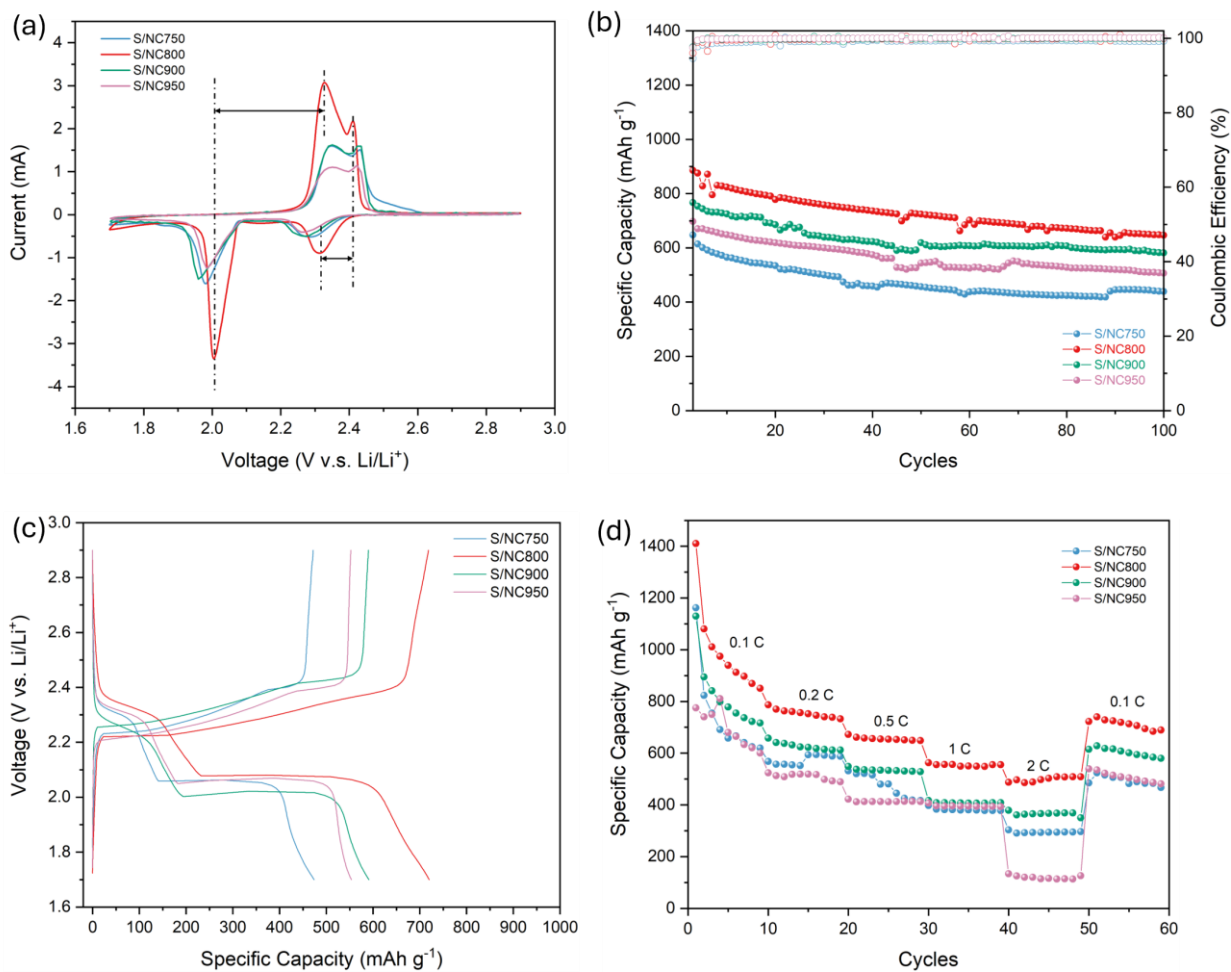 (a)
S/NC750
S/NC800
S/NC900
S/NC950
4
3
2
1
0
-1
-2
-3
-4
Current (mA)
1.6 1.8 2.0 2.2 2.4 2.6 2.8 3.0
Voltage (V v.s. Li/Li⁺)
(b)
1400
1200
1000
800
600
400
200
0
Specific Capacity (mAh g⁻¹)
100
80
60
40
20
0
Coulombic Efficiency (%)
S/NC750
S/NC800
S/NC900
S/NC950
20 40 60 80 100
Cycles
(c)
3.0
2.8
2.6
2.4
2.2
2.0
1.8
1.6
Voltage (V vs. Li/Li⁺)
S/NC750
S/NC800
S/NC900
S/NC950
0 100 200 300 400 500 600 700 800 900 1000
Specific Capacity (mAh g⁻¹)
(d)
1400
1200
1000
800
600
400
200
0
Specific Capacity (mAh g⁻¹)
S/NC750
S/NC800
S/NC900
S/NC950
0.1 C
0.2 C
0.5 C
1 C
2 C
0.1 C
0 10 20 30 40 50 60
Cycles